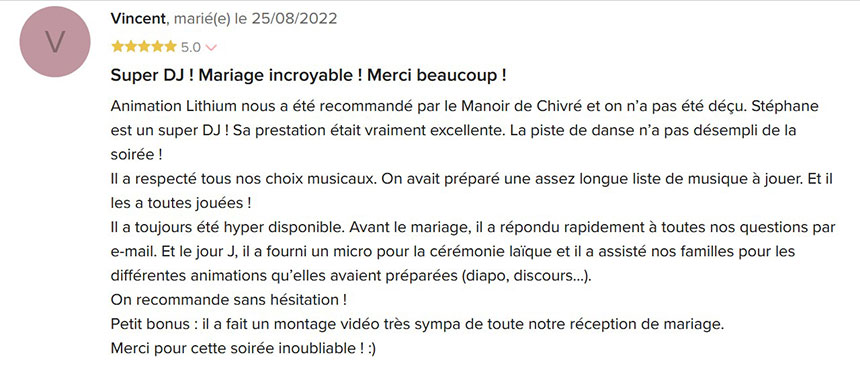 V
Vincent, marié(e) le 25/08/2022
5.0
Super DJ ! Mariage incroyable ! Merci beaucoup !
Animation Lithium nous a été recommandé par le Manoir de Chivré et on n’a pas été déçu. Stéphane
est un super DJ ! Sa prestation était vraiment excellente. La piste de danse n’a pas désempli de la
soirée !
Il a respecté tous nos choix musicaux. On avait préparé une assez longue liste de musique à jouer. Et il
les a toutes jouées !
Il a toujours été hyper disponible. Avant le mariage, il a répondu rapidement à toutes nos questions par
e-mail. Et le jour J, il a fourni un micro pour la cérémonie laïque et il a assisté nos familles pour les
différentes animations qu’elles avaient préparées (diapo, discours...).
On recommande sans hésitation !
Petit bonus : il a fait un montage vidéo très sympa de toute notre réception de mariage.
Merci pour cette soirée inoubliable ! :)